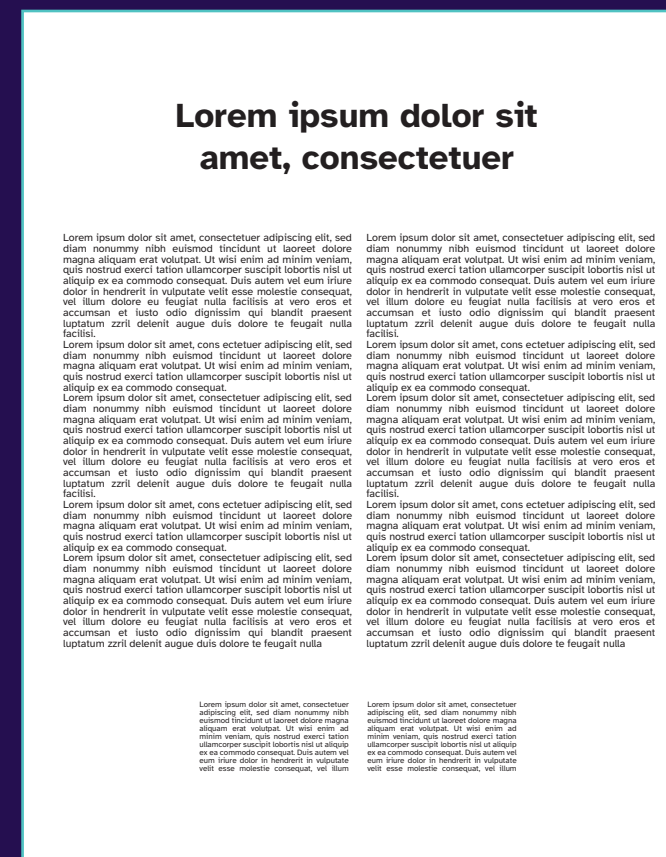 Lorem ipsum dolor sit
amet, consectetuer
Lorem ipsum dolor sit amet, consectetuer adipiscing elit, sed
diam nonummy nibh euismod tincidunt ut laoreet dolore
magna aliquam erat volutpat. Ut wisi enim ad minim veniam,
quis nostrud exerci tation ullamcorper suscipit lobortis nisl ut
aliquip ex ea commodo consequat. Duis autem vel eum iriure
dolor in hendrerit in vulputate velit esse molestie consequat,
vel illum dolore eu feugiat nulla facilisis at vero eros et
accumsan et iusto odio dignissim qui blandit praesent
luptatum zzril delenit augue duis dolore te feugait nulla
facilisi.
Lorem ipsum dolor sit amet, cons ectetuer adipiscing elit, sed
diam nonummy nibh euismod tincidunt ut laoreet dolore
magna aliquam erat volutpat. Ut wisi enim ad minim veniam,
quis nostrud exerci tation ullamcorper suscipit lobortis nisl ut
aliquip ex ea commodo consequat.
Lorem ipsum dolor sit amet, consectetuer adipiscing elit, sed
diam nonummy nibh euismod tincidunt ut laoreet dolore
magna aliquam erat volutpat. Ut wisi enim ad minim veniam,
quis nostrud exerci tation ullamcorper suscipit lobortis nisl ut
aliquip ex ea commodo consequat. Duis autem vel eum iriure
dolor in hendrerit in vulputate velit esse molestie consequat,
vel illum dolore eu feugiat nulla facilisis at vero eros et
accumsan et iusto odio dignissim qui blandit praesent
luptatum zzril delenit augue duis dolore te feugait nulla
facilisi.
Lorem ipsum dolor sit amet, cons ectetuer adipiscing elit, sed
diam nonummy nibh euismod tincidunt ut laoreet dolore
magna aliquam erat volutpat. Ut wisi enim ad minim veniam,
quis nostrud exerci tation ullamcorper suscipit lobortis nisl ut
aliquip ex ea commodo consequat.
Lorem ipsum dolor sit amet, consectetuer adipiscing elit, sed
diam nonummy nibh euismod tincidunt ut laoreet dolore
magna aliquam erat volutpat. Ut wisi enim ad minim veniam,
quis nostrud exerci tation ullamcorper suscipit lobortis nisl ut
aliquip ex ea commodo consequat. Duis autem vel eum iriure
dolor in hendrerit in vulputate velit esse molestie consequat,
vel illum dolore eu feugiat nulla facilisis at vero eros et
accumsan et iusto odio dignissim qui blandit praesent
luptatum zzril delenit augue duis dolore te feugait nulla
Lorem ipsum dolor sit amet, consectetuer adipiscing elit, sed
diam nonummy nibh euismod tincidunt ut laoreet dolore
magna aliquam erat volutpat. Ut wisi enim ad minim veniam,
quis nostrud exerci tation ullamcorper suscipit lobortis nisl ut
aliquip ex ea commodo consequat. Duis autem vel eum iriure
dolor in hendrerit in vulputate velit esse molestie consequat,
vel illum dolore eu feugiat nulla facilisis at vero eros et
accumsan et iusto odio dignissim qui blandit praesent
luptatum zzril delenit augue duis dolore te feugait nulla
facilisi.
Lorem ipsum dolor sit amet, cons ectetuer adipiscing elit, sed
diam nonummy nibh euismod tincidunt ut laoreet dolore
magna aliquam erat volutpat. Ut wisi enim ad minim veniam,
quis nostrud exerci tation ullamcorper suscipit lobortis nisl ut
aliquip ex ea commodo consequat.
Lorem ipsum dolor sit amet, consectetuer adipiscing elit, sed
diam nonummy nibh euismod tincidunt ut laoreet dolore
magna aliquam erat volutpat. Ut wisi enim ad minim veniam,
quis nostrud exerci tation ullamcorper suscipit lobortis nisl ut
aliquip ex ea commodo consequat. Duis autem vel eum iriure
dolor in hendrerit in vulputate velit esse molestie consequat,
vel illum dolore eu feugiat nulla facilisis at vero eros et
accumsan et iusto odio dignissim qui blandit praesent
luptatum zzril delenit augue duis dolore te feugait nulla
facilisi.
Lorem ipsum dolor sit amet, cons ectetuer adipiscing elit, sed
diam nonummy nibh euismod tincidunt ut laoreet dolore
magna aliquam erat volutpat. Ut wisi enim ad minim veniam,
quis nostrud exerci tation ullamcorper suscipit lobortis nisl ut
aliquip ex ea commodo consequat.
Lorem ipsum dolor sit amet, consectetuer adipiscing elit, sed
diam nonummy nibh euismod tincidunt ut laoreet dolore
magna aliquam erat volutpat. Ut wisi enim ad minim veniam,
quis nostrud exerci tation ullamcorper suscipit lobortis nisl ut
aliquip ex ea commodo consequat. Duis autem vel eum iriure
dolor in hendrerit in vulputate velit esse molestie consequat,
vel illum dolore eu feugiat nulla facilisis at vero eros et
accumsan et iusto odio dignissim qui blandit praesent
luptatum zzril delenit augue duis dolore te feugait nulla
Lorem ipsum dolor sit amet, consectetuer
adipiscing elit, sed diam nonummy nibh
euismod tincidunt ut laoreet dolore magna
aliquam erat volutpat. Ut wisi enim ad
minim veniam, quis nostrud exerci tation
ullamcorper suscipit lobortis nisl ut aliquip
ex ea commodo consequat. Duis autem vel
eum iriure dolor in hendrerit in vulputate
velit esse molestie consequat, vel illum
Lorem ipsum dolor sit amet, consectetuer
adipiscing elit, sed diam nonummy nibh
euismod tincidunt ut laoreet dolore magna
aliquam erat volutpat. Ut wisi enim ad
minim veniam, quis nostrud exerci tation
ullamcorper suscipit lobortis nisl ut aliquip
ex ea commodo consequat. Duis autem vel
eum iriure dolor in hendrerit in vulputate
velit esse molestie consequat, vel illum